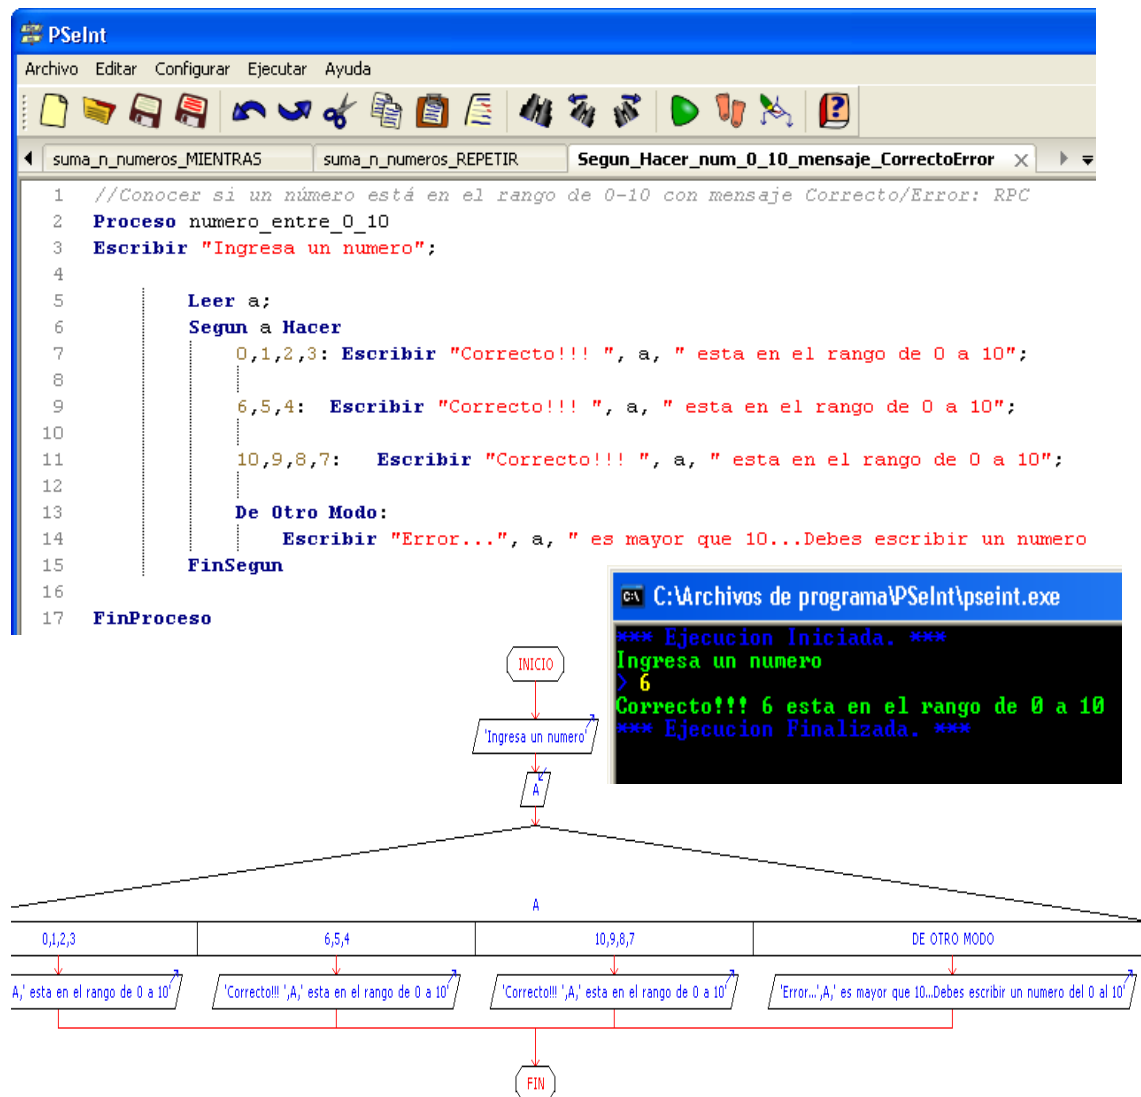 PSeInt
Archivo Editar Configurar Ejecutar Ayuda
suma_n_numeros_MIENTRAS suma_n_numeros_REPETIR Segun_Hacer_num_0_10_mensaje_CorrectoError
1 //Conocer si un número está en el rango de 0-10 con mensaje Correcto/Error: RPC
2 Proceso numero_entre_0_10
3 Escribir "Ingresa un numero";
4
5 Leer a;
6 Segun a Hacer
7 0,1,2,3: Escribir "Correcto!!! ", a, " esta en el rango de 0 a 10";
8
9 6,5,4: Escribir "Correcto!!! ", a, " esta en el rango de 0 a 10";
10
11 10,9,8,7: Escribir "Correcto!!! ", a, " esta en el rango de 0 a 10";
12
13 De Otro Modo:
14 Escribir "Error...", a, " es mayor que 10...Debes escribir un numero
15 FinSegun
16
17 FinProceso
C:\Archivos de programa\PSeInt\pseint.exe
*** Ejecucion Iniciada. ***
Ingresa un numero
> 6
Correcto!!! 6 esta en el rango de 0 a 10
*** Ejecucion Finalizada. ***
INICIO
'Ingresa un numero'
A
A
0,1,2,3 6,5,4 10,9,8,7 DE OTRO MODO
A,' esta en el rango de 0 a 10' 'Correcto!!! ',A,' esta en el rango de 0 a 10' 'Correcto!!! ',A,' esta en el rango de 0 a 10' 'Error...',A,' es mayor que 10...Debes escribir un numero del 0 al 10'
FIN